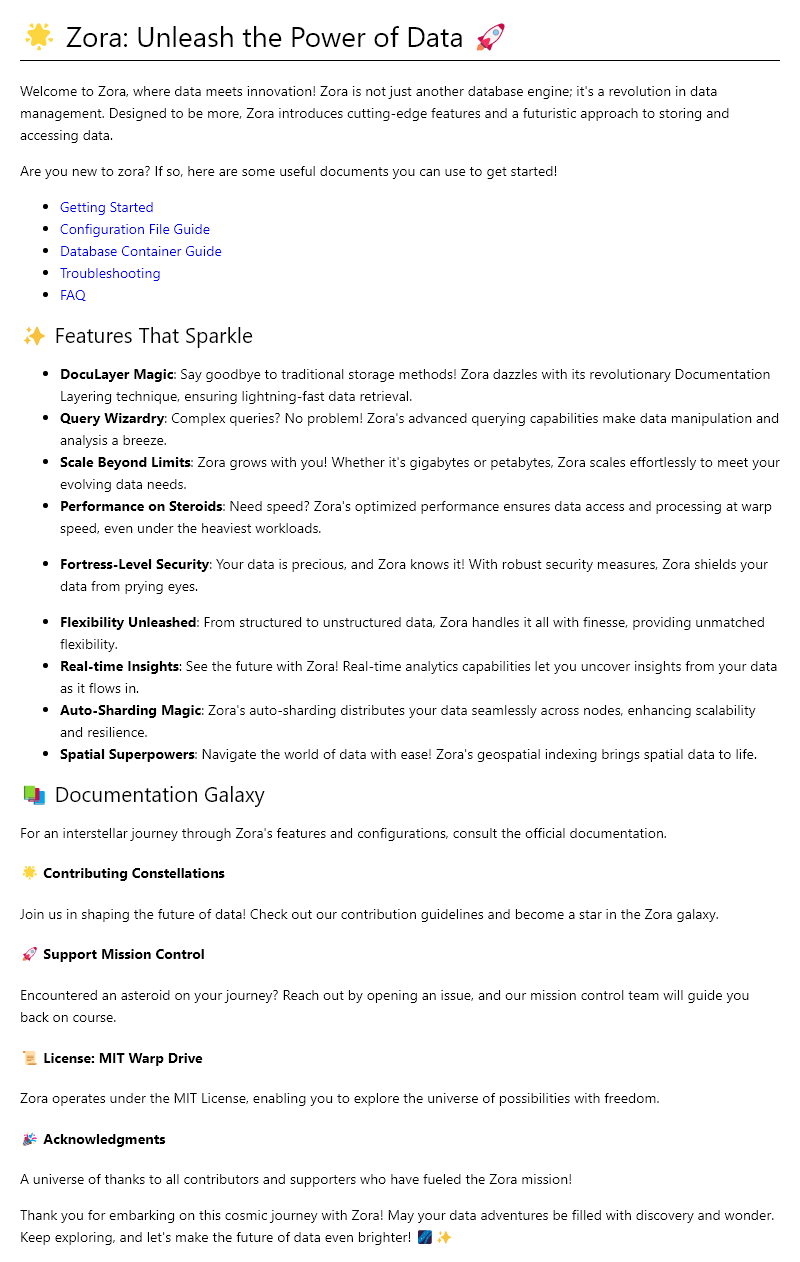 🌟 Zora: Unleash the Power of Data 🚀
Welcome to Zora, where data meets innovation! Zora is not just another database engine; it's a revolution in data
management. Designed to be more, Zora introduces cutting-edge features and a futuristic approach to storing and
accessing data.
Are you new to zora? If so, here are some useful documents you can use to get started!
• Getting Started
• Configuration File Guide
• Database Container Guide
• Troubleshooting
• FAQ
✨ Features That Sparkle
• DocuLayer Magic: Say goodbye to traditional storage methods! Zora dazzles with its revolutionary Documentation
Layering technique, ensuring lightning-fast data retrieval.
• Query Wizardry: Complex queries? No problem! Zora's advanced querying capabilities make data manipulation and
analysis a breeze.
• Scale Beyond Limits: Zora grows with you! Whether it's gigabytes or petabytes, Zora scales effortlessly to meet your
evolving data needs.
• Performance on Steroids: Need speed? Zora's optimized performance ensures data access and processing at warp
speed, even under the heaviest workloads.
• Fortress-Level Security: Your data is precious, and Zora knows it! With robust security measures, Zora shields your
data from prying eyes.
• Flexibility Unleashed: From structured to unstructured data, Zora handles it all with finesse, providing unmatched
flexibility.
• Real-time Insights: See the future with Zora! Real-time analytics capabilities let you uncover insights from your data
as it flows in.
• Auto-Sharding Magic: Zora's auto-sharding distributes your data seamlessly across nodes, enhancing scalability
and resilience.
• Spatial Superpowers: Navigate the world of data with ease! Zora's geospatial indexing brings spatial data to life.
📚 Documentation Galaxy
For an interstellar journey through Zora's features and configurations, consult the official documentation.
🌟 Contributing Constellations
Join us in shaping the future of data! Check out our contribution guidelines and become a star in the Zora galaxy.
🚀 Support Mission Control
Encountered an asteroid on your journey? Reach out by opening an issue, and our mission control team will guide you
back on course.
📜 License: MIT Warp Drive
Zora operates under the MIT License, enabling you to explore the universe of possibilities with freedom.
🎉 Acknowledgments
A universe of thanks to all contributors and supporters who have fueled the Zora mission!
Thank you for embarking on this cosmic journey with Zora! May your data adventures be filled with discovery and wonder.
Keep exploring, and let's make the future of data even brighter! 🌌✨